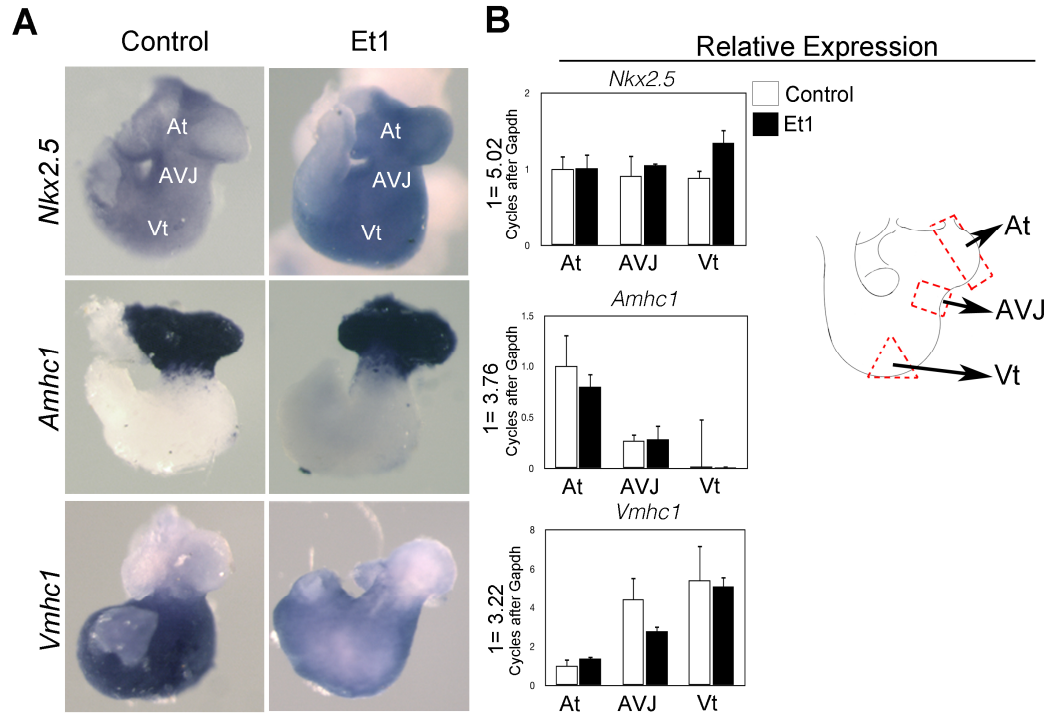 A
Control
Et1
Nkx2.5
At
AVJ
Vt
At
AVJ
Vt
Amhc1
Vmhc1
B
Relative Expression
Nkx2.5
Control
Et1
1= 5.02
Cycles after Gapdh
2
1
0
At AVJ Vt
Amhc1
1= 3.76
Cycles after Gapdh
1.5
1.0
0.5
0
At AVJ Vt
Vmhc1
1= 3.22
Cycles after Gapdh
8
6
4
2
0
At AVJ Vt
At
AVJ
Vt